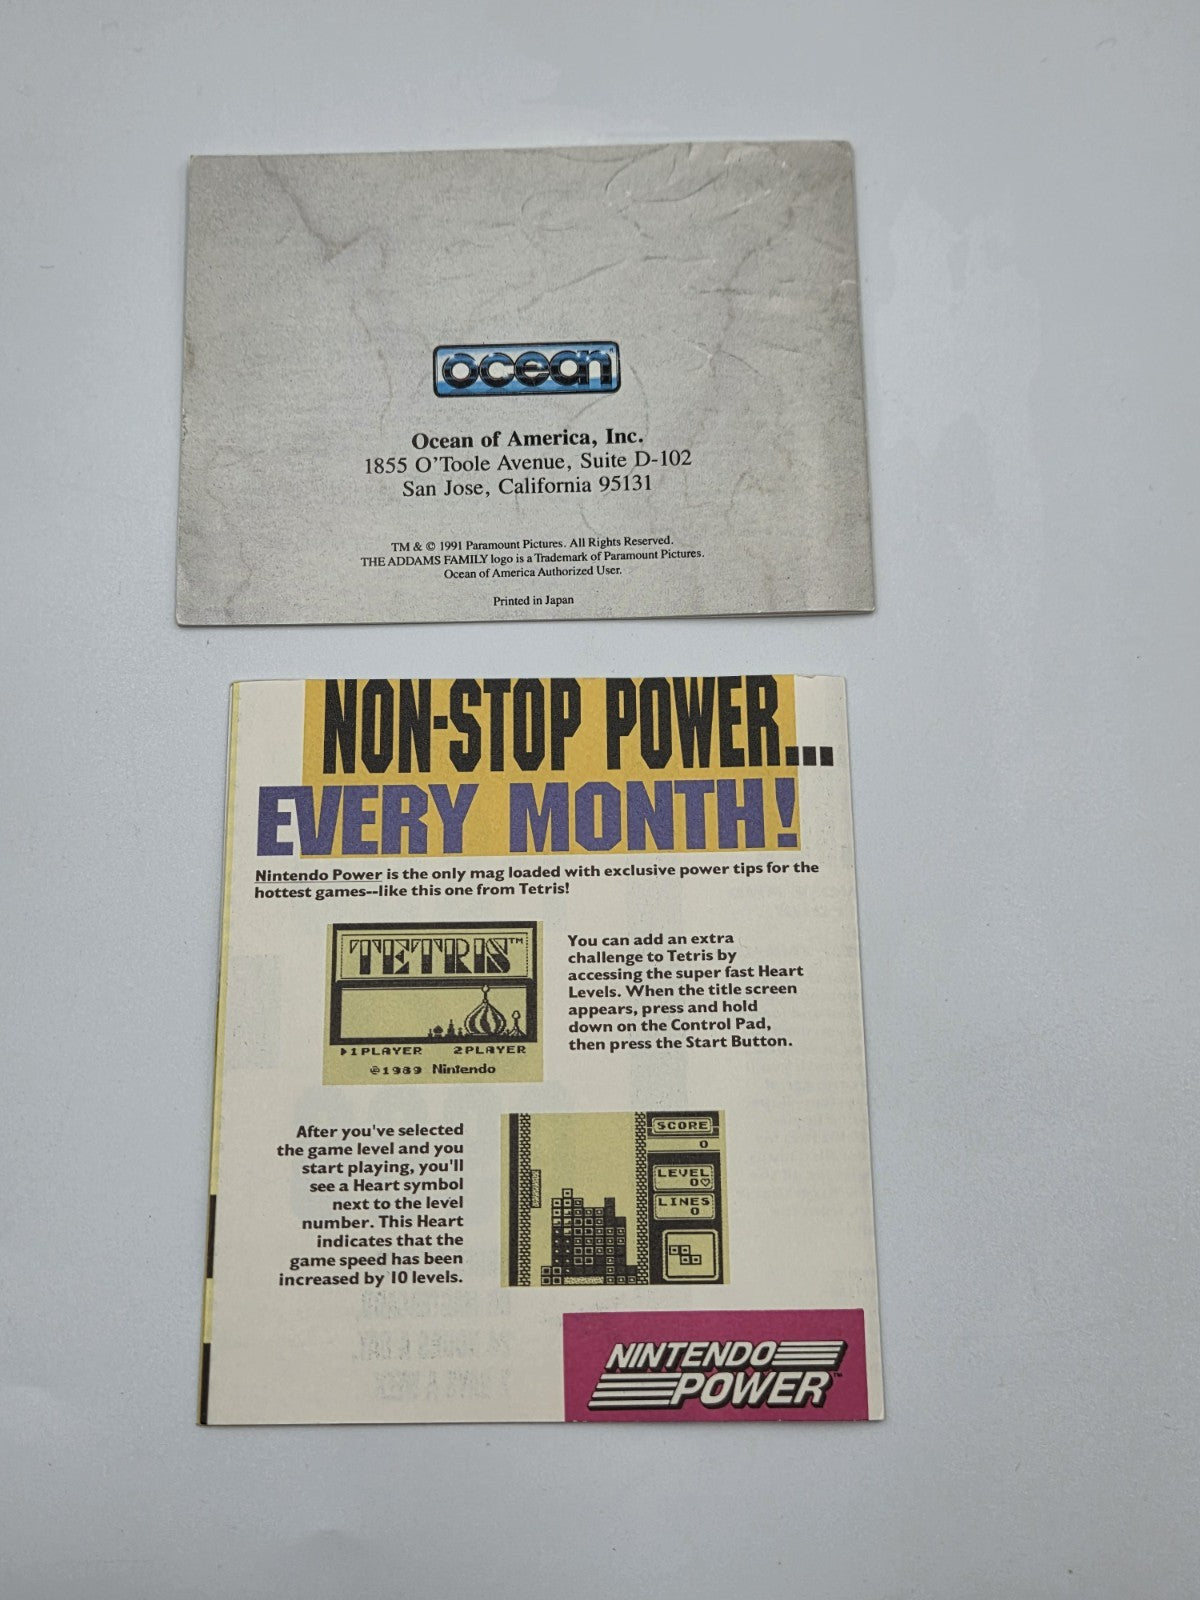 ocean
Ocean of America, Inc.
1855 O'Toole Avenue, Suite D-102
San Jose, California 95131
TM & © 1991 Paramount Pictures. All Rights Reserved.
THE ADDAMS FAMILY logo is a Trademark of Paramount Pictures.
Ocean of America Authorized User.
Printed in Japan
NON-STOP POWER...
EVERY MONTH!
Nintendo Power is the only mag loaded with exclusive power tips for the
hottest games--like this one from Tetris!
TETRIS™
1PLAYER 2PLAYER
©1989 Nintendo
You can add an extra
challenge to Tetris by
accessing the super fast Heart
Levels. When the title screen
appears, press and hold
down on the Control Pad,
then press the Start Button.
After you've selected
the game level and you
start playing, you'll
see a Heart symbol
next to the level
number. This Heart
indicates that the
game speed has been
increased by 10 levels.
SCORE
0
LEVEL
0♥
LINES
0
NINTENDO
POWER™